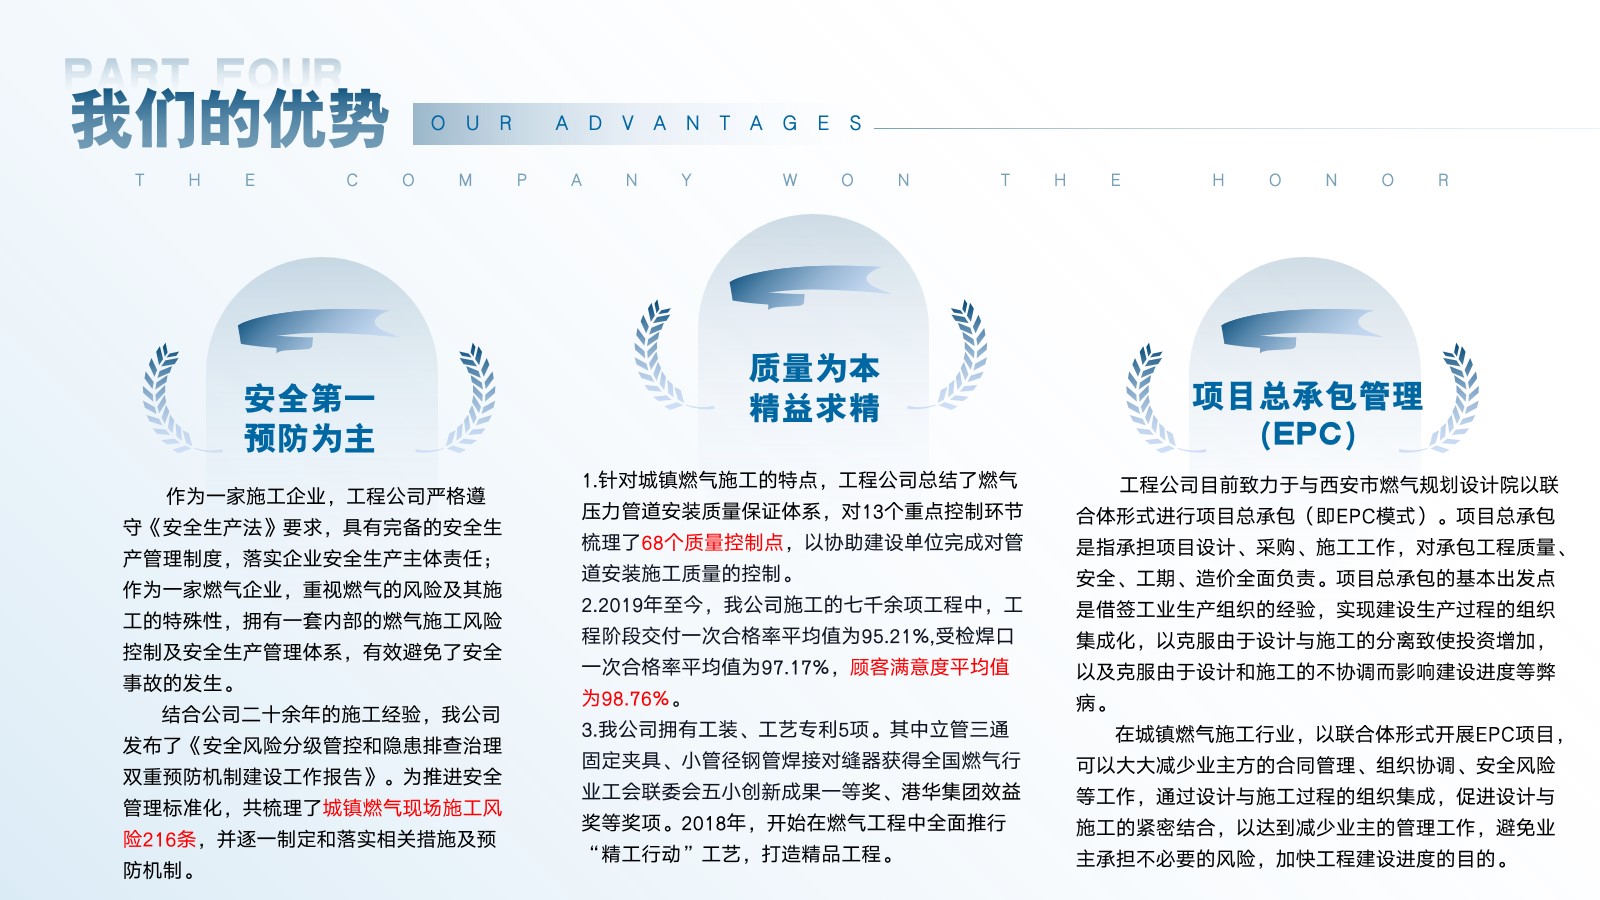 PART FOUR
我们的优势
OUR ADVANTAGES
THE COMPANY WON THE HONOR
安全第一
预防为主
作为一家施工企业，工程公司严格遵
守《安全生产法》要求，具有完备的安全生
产管理制度，落实企业安全生产主体责任；
作为一家燃气企业，重视燃气的风险及其施
工的特殊性，拥有一套内部的燃气施工风险
控制及安全生产管理体系，有效避免了安全
事故的发生。
结合公司二十余年的施工经验，我公司
发布了《安全风险分级管控和隐患排查治理
双重预防机制建设工作报告》。为推进安全
管理标准化，共梳理了城镇燃气现场施工风
险216条，并逐一制定和落实相关措施及预
防机制。
质量为本
精益求精
1.针对城镇燃气施工的特点，工程公司总结了燃气
压力管道安装质量保证体系，对13个重点控制环节
梳理了68个质量控制点，以协助建设单位完成对管
道安装施工质量的控制。
2.2019年至今，我公司施工的七千余项工程中，工
程阶段交付一次合格率平均值为95.21%,受检焊口
一次合格率平均值为97.17%，顾客满意度平均值
为98.76%。
3.我公司拥有工装、工艺专利5项。其中立管三通
固定夹具、小管径钢管焊接对缝器获得全国燃气行
业工会联委会五小创新成果一等奖、港华集团效益
奖等奖项。2018年，开始在燃气工程中全面推行
“精工行动”工艺，打造精品工程。
项目总承包管理
(EPC)
工程公司目前致力于与西安市燃气规划设计院以联
合体形式进行项目总承包（即EPC模式）。项目总承包
是指承担项目设计、采购、施工工作，对承包工程质量、
安全、工期、造价全面负责。项目总承包的基本出发点
是借签工业生产组织的经验，实现建设生产过程的组织
集成化，以克服由于设计与施工的分离致使投资增加，
以及克服由于设计和施工的不协调而影响建设进度等弊
病。
在城镇燃气施工行业，以联合体形式开展EPC项目，
可以大大减少业主方的合同管理、组织协调、安全风险
等工作，通过设计与施工过程的组织集成，促进设计与
施工的紧密结合，以达到减少业主的管理工作，避免业
主承担不必要的风险，加快工程建设进度的目的。